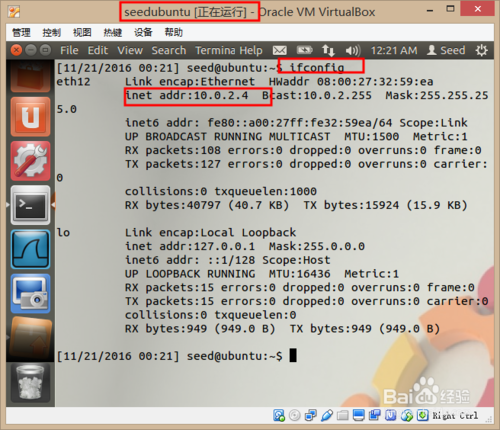 seedubuntu [正在运行] - Oracle VM VirtualBox
管理 控制 视图 热键 设备 帮助
File Edit View Search Terminal Help 12:21 AM Seed
[11/21/2016 00:21] seed@ubuntu:~$ ifconfig
eth12 Link encap:Ethernet HWaddr 08:00:27:32:59:ea
inet addr:10.0.2.4 Bcast:10.0.2.255 Mask:255.255.25
5.0
inet6 addr: fe80::a00:27ff:fe32:59ea/64 Scope:Link
UP BROADCAST RUNNING MULTICAST MTU:1500 Metric:1
RX packets:108 errors:0 dropped:0 overruns:0 frame:0
TX packets:127 errors:0 dropped:0 overruns:0 carrier:
0
collisions:0 txqueuelen:1000
RX bytes:40797 (40.7 KB) TX bytes:15924 (15.9 KB)
lo Link encap:Local Loopback
inet addr:127.0.0.1 Mask:255.0.0.0
inet6 addr: ::1/128 Scope:Host
UP LOOPBACK RUNNING MTU:16436 Metric:1
RX packets:15 errors:0 dropped:0 overruns:0 frame:0
TX packets:15 errors:0 dropped:0 overruns:0 carrier:0
collisions:0 txqueuelen:0
RX bytes:949 (949.0 B) TX bytes:949 (949.0 B)
[11/21/2016 00:21] seed@ubuntu:~$
Baidu经验
Right Ctrl